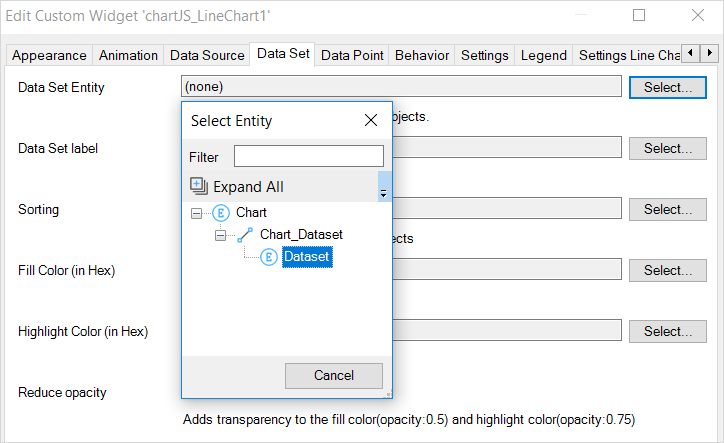 Edit Custom Widget 'chartJS_LineChart1'
Appearance Animation Data Source Data Set Data Point Behavior Settings Legend Settings Line Cha
Data Set Entity (none) Select...
Select Entity
bjects.
Filter
Data Set label Select...
Expand All
Sorting Select...
E Chart
Chart_Dataset
ects
E Dataset
Fill Color (in Hex) Select...
Highlight Color (in Hex) Select...
Cancel
Reduce opacity
Adds transparency to the fill color(opacity:0.5) and highlight color(opacity:0.75)